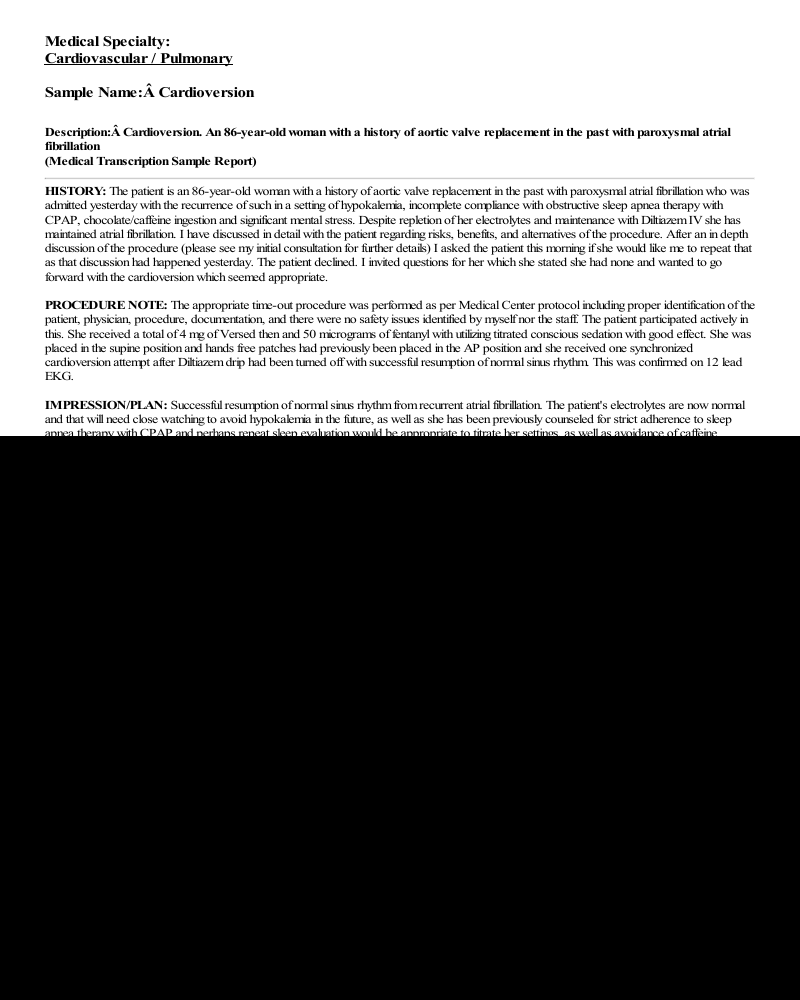 Medical Specialty:
Cardiovascular / Pulmonary
Sample Name:Â Cardioversion
Description:Â Cardioversion. An 86-year-old woman with a history of aortic valve replacement in the past with paroxysmal atrial
fibrillation
(Medical Transcription Sample Report)
HISTORY: The patient is an 86-year-old woman with a history of aortic valve replacement in the past with paroxysmal atrial fibrillation who was
admitted yesterday with the recurrence of such in a setting of hypokalemia, incomplete compliance with obstructive sleep apnea therapy with
CPAP, chocolate/caffeine ingestion and significant mental stress. Despite repletion of her electrolytes and maintenance with Diltiazem IV she has
maintained atrial fibrillation. I have discussed in detail with the patient regarding risks, benefits, and alternatives of the procedure. After an in depth
discussion of the procedure (please see my initial consultation for further details) I asked the patient this morning if she would like me to repeat that
as that discussion had happened yesterday. The patient declined. I invited questions for her which she stated she had none and wanted to go
forward with the cardioversion which seemed appropriate.
PROCEDURE NOTE: The appropriate time-out procedure was performed as per Medical Center protocol including proper identification of the
patient, physician, procedure, documentation, and there were no safety issues identified by myself nor the staff. The patient participated actively in
this. She received a total of 4 mg of Versed then and 50 micrograms of fentanyl with utilizing titrated conscious sedation with good effect. She was
placed in the supine position and hands free patches had previously been placed in the AP position and she received one synchronized
cardioversion attempt after Diltiazem drip had been turned off with successful resumption of normal sinus rhythm. This was confirmed on 12 lead
EKG.
IMPRESSION/PLAN: Successful resumption of normal sinus rhythm from recurrent atrial fibrillation. The patient's electrolytes are now normal
and that will need close watching to avoid hypokalemia in the future, as well as she has been previously counseled for strict adherence to sleep
apnea therapy with CPAP and perhaps repeat sleep evaluation would be appropriate to titrate her settings, as well as avoidance of caffeine